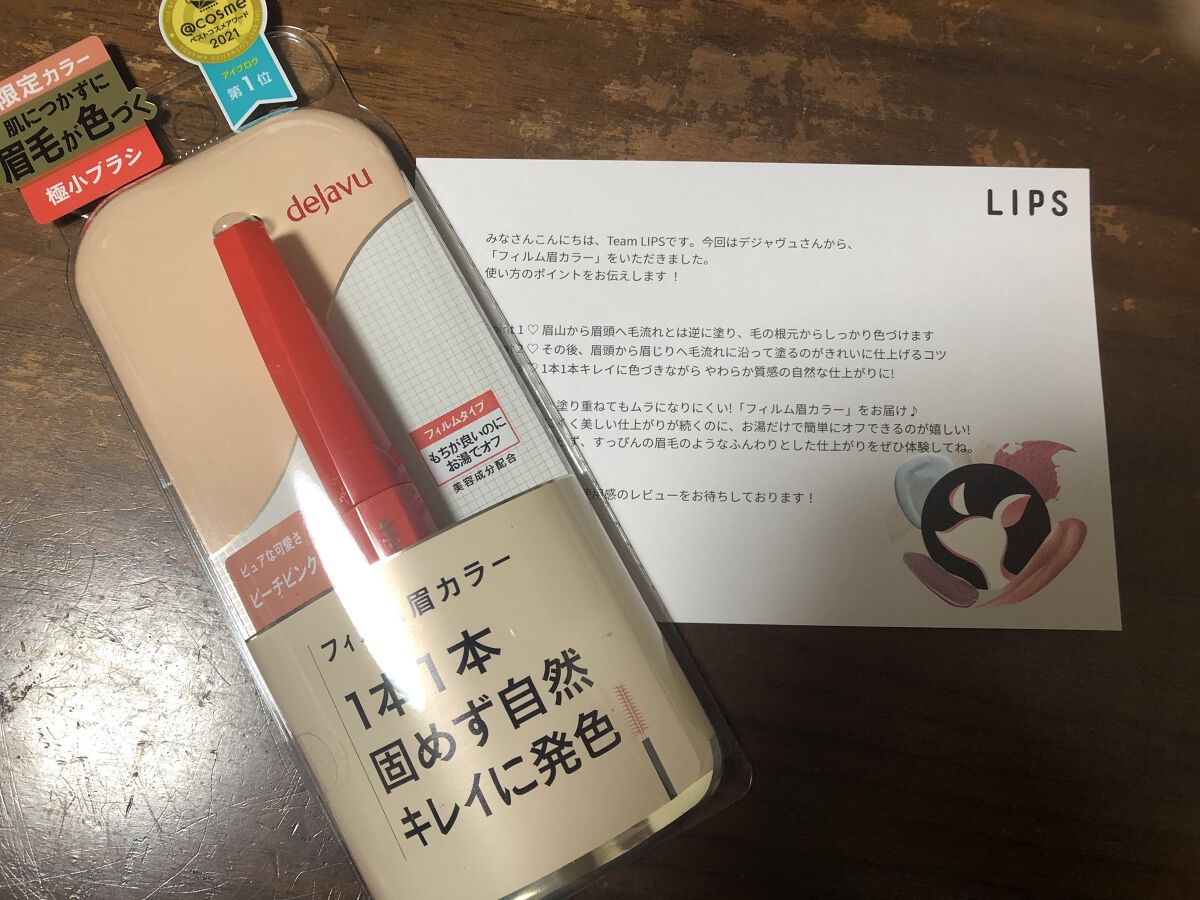 @cosme
ベストコスメアワード
2021
アイブロウ
第1位
限定カラー
肌につかずに
眉毛が色づく
極小ブラシ
dejavu
フィルムタイプ
もちが良いのに
お湯でオフ
美容成分配合
ピュアな可愛さ
ピーチピンク
眉カラー
1本1本
固めず自然
キレイに発色
LIPS
みなさんこんにちは、Team LIPSです。今回はデジャヴュさんから、
「フィルム眉カラー」をいただきました。
使い方のポイントをお伝えします !
1 ♡ 眉山から眉頭へ毛流れとは逆に塗り、毛の根元からしっかり色づけます
2 ♡ その後、眉頭から眉じりへ毛流れに沿って塗るのがきれいに仕上げるコツ
♡ 1本1本キレイに色づきながら やわらか質感の自然な仕上がりに!
塗り重ねてもムラになりにくい!「フィルム眉カラー」をお届け♪
く美しい仕上がりが続くのに、お湯だけで簡単にオフできるのが嬉しい!
ず、すっぴんの眉毛のようなふんわりとした仕上がりをぜひ体験してね。
使用感のレビューをお待ちしております!